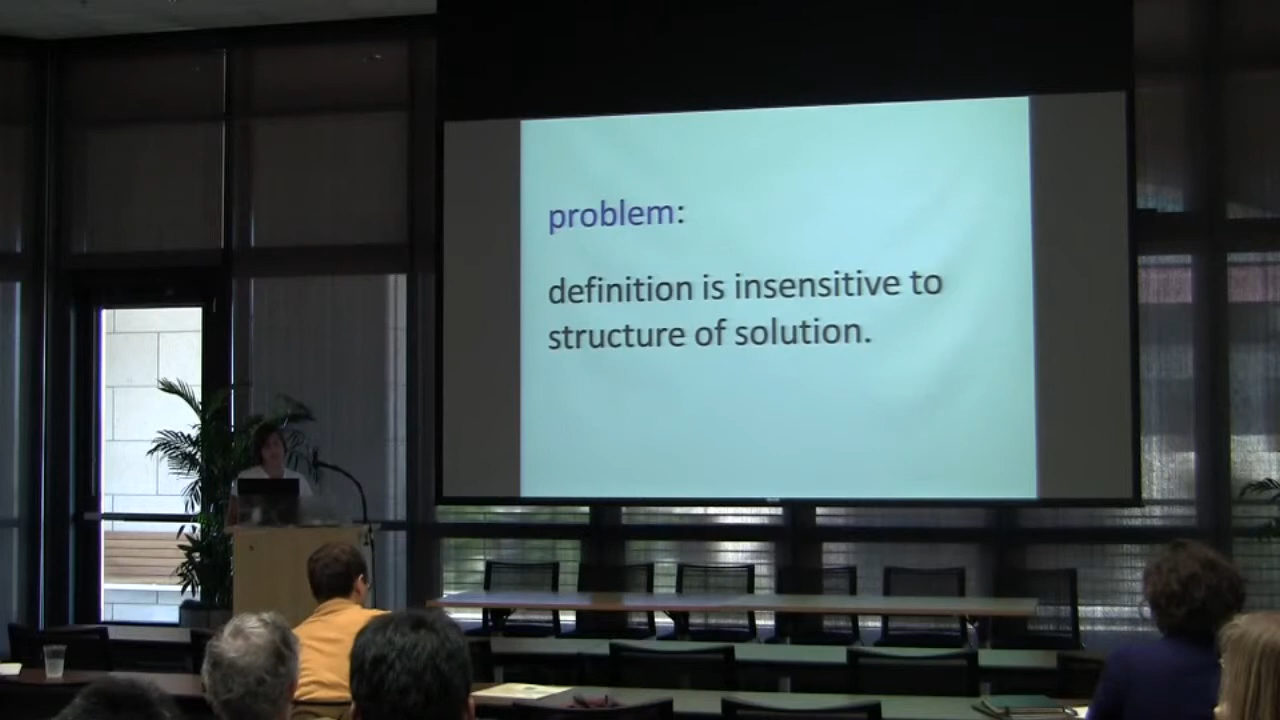 problem:
definition is insensitive to
structure of solution.